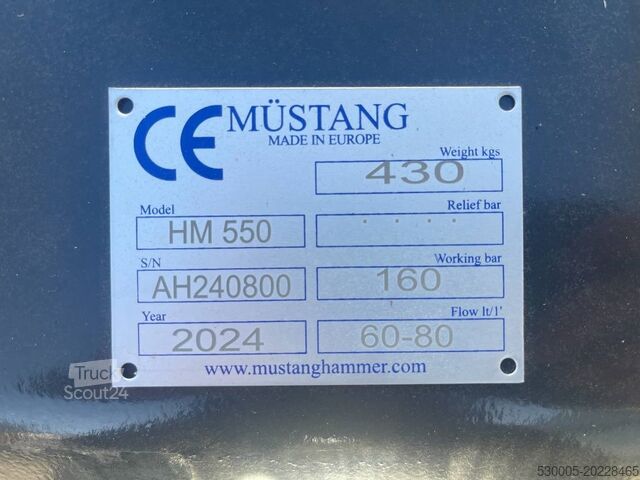 CE MÜSTANG
MADE IN EUROPE
Weight kgs
430
Model
Relief bar
HM 550
. . . .
S/N
Working bar
AH240800
160
Year
Flow lt/1'
2024
60-80
www.mustanghammer.com
Truck
Scout24
530005-20228465